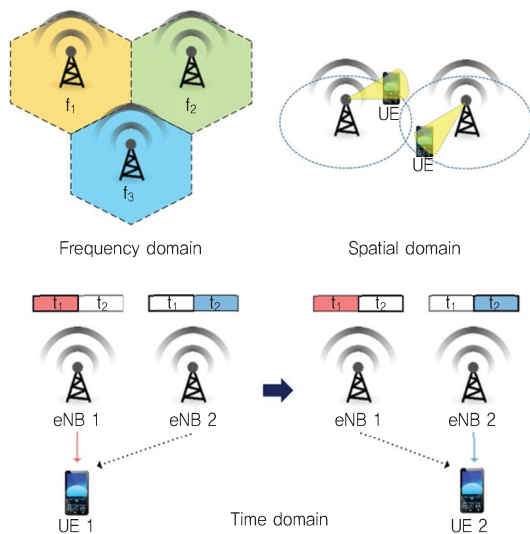 f₁
f₂
f₃
UE
UE
Frequency domain
Spatial domain
t₁ t₂
t₁ t₂
t₁ t₂
t₁ t₂
eNB 1
eNB 2
eNB 1
eNB 2
UE 1
Time domain
UE 2